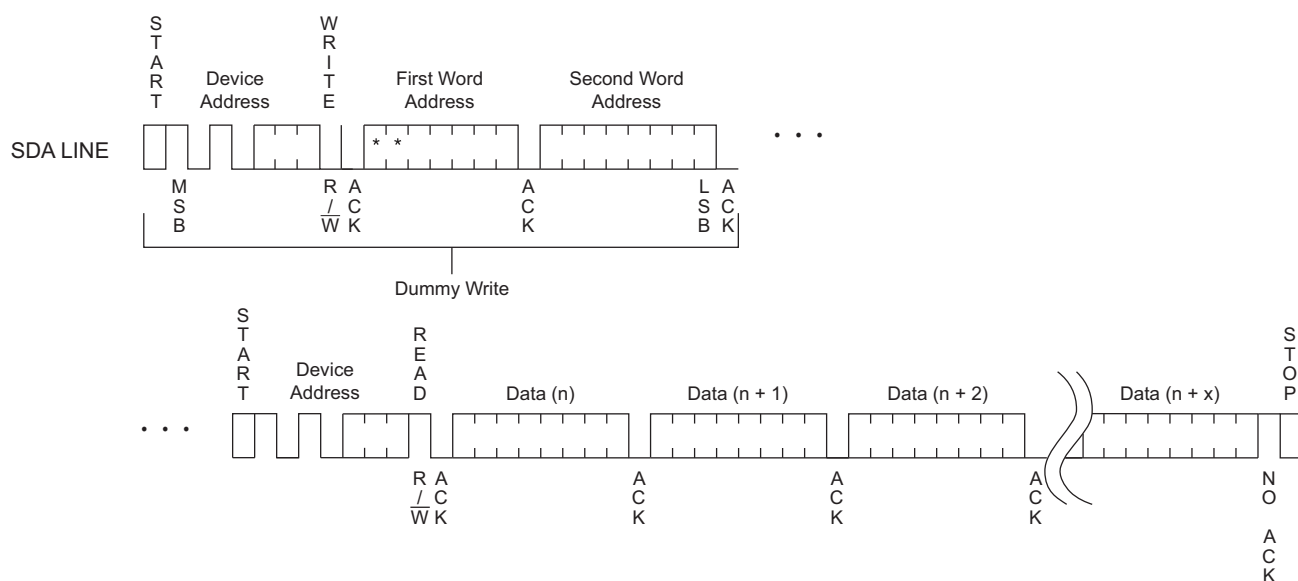 START
WRITE
Device
Address
First Word
Address
Second Word
Address
SDA LINE
* *
. . .
MSB
R/W
ACK
ACK
LSB
ACK
Dummy Write
START
READ
STOP
Device
Address
Data (n)
Data (n + 1)
Data (n + 2)
Data (n + x)
. . .
R/W
ACK
ACK
ACK
ACK
NO ACK